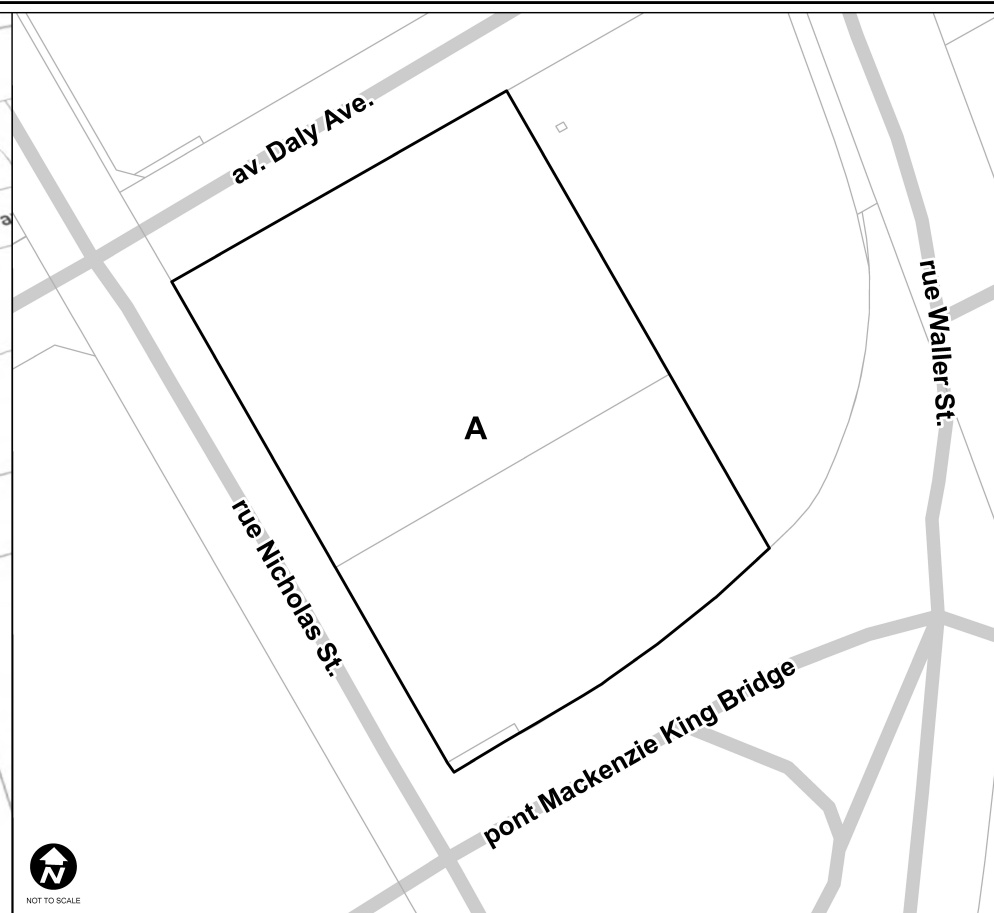 av. Daly Ave.
a
rue Waller St.
A
rue Nicholas St.
pont Mackenzie King Bridge
N
NOT TO SCALE